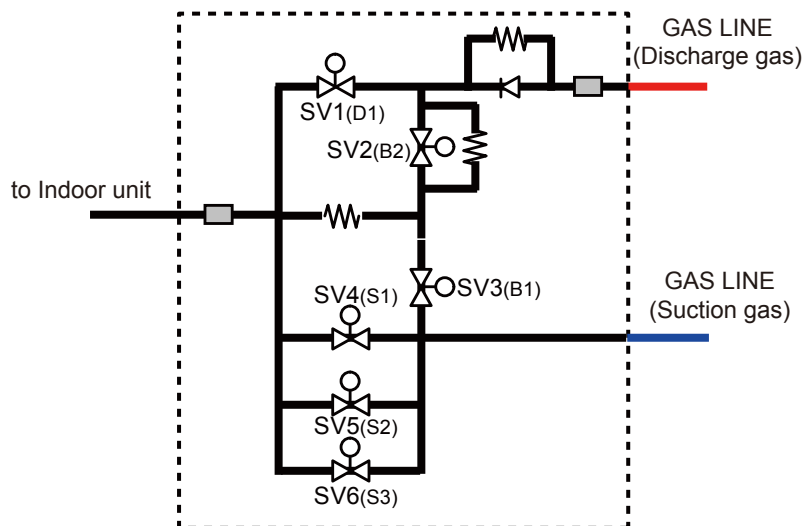 GAS LINE
(Discharge gas)
SV1(D1)
SV2(B2)
to Indoor unit
SV4(S1)
SV3(B1)
GAS LINE
(Suction gas)
SV5(S2)
SV6(S3)